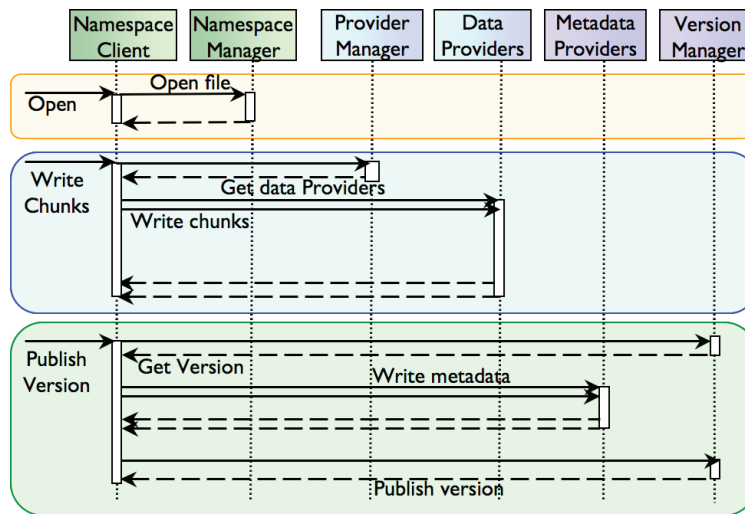 Namespace
Client
Namespace
Manager
Provider
Manager
Data
Providers
Metadata
Providers
Version
Manager
Open file
Open
Write
Chunks
Get data Providers
Write chunks
Publish
Version
Get Version
Write metadata
Publish version